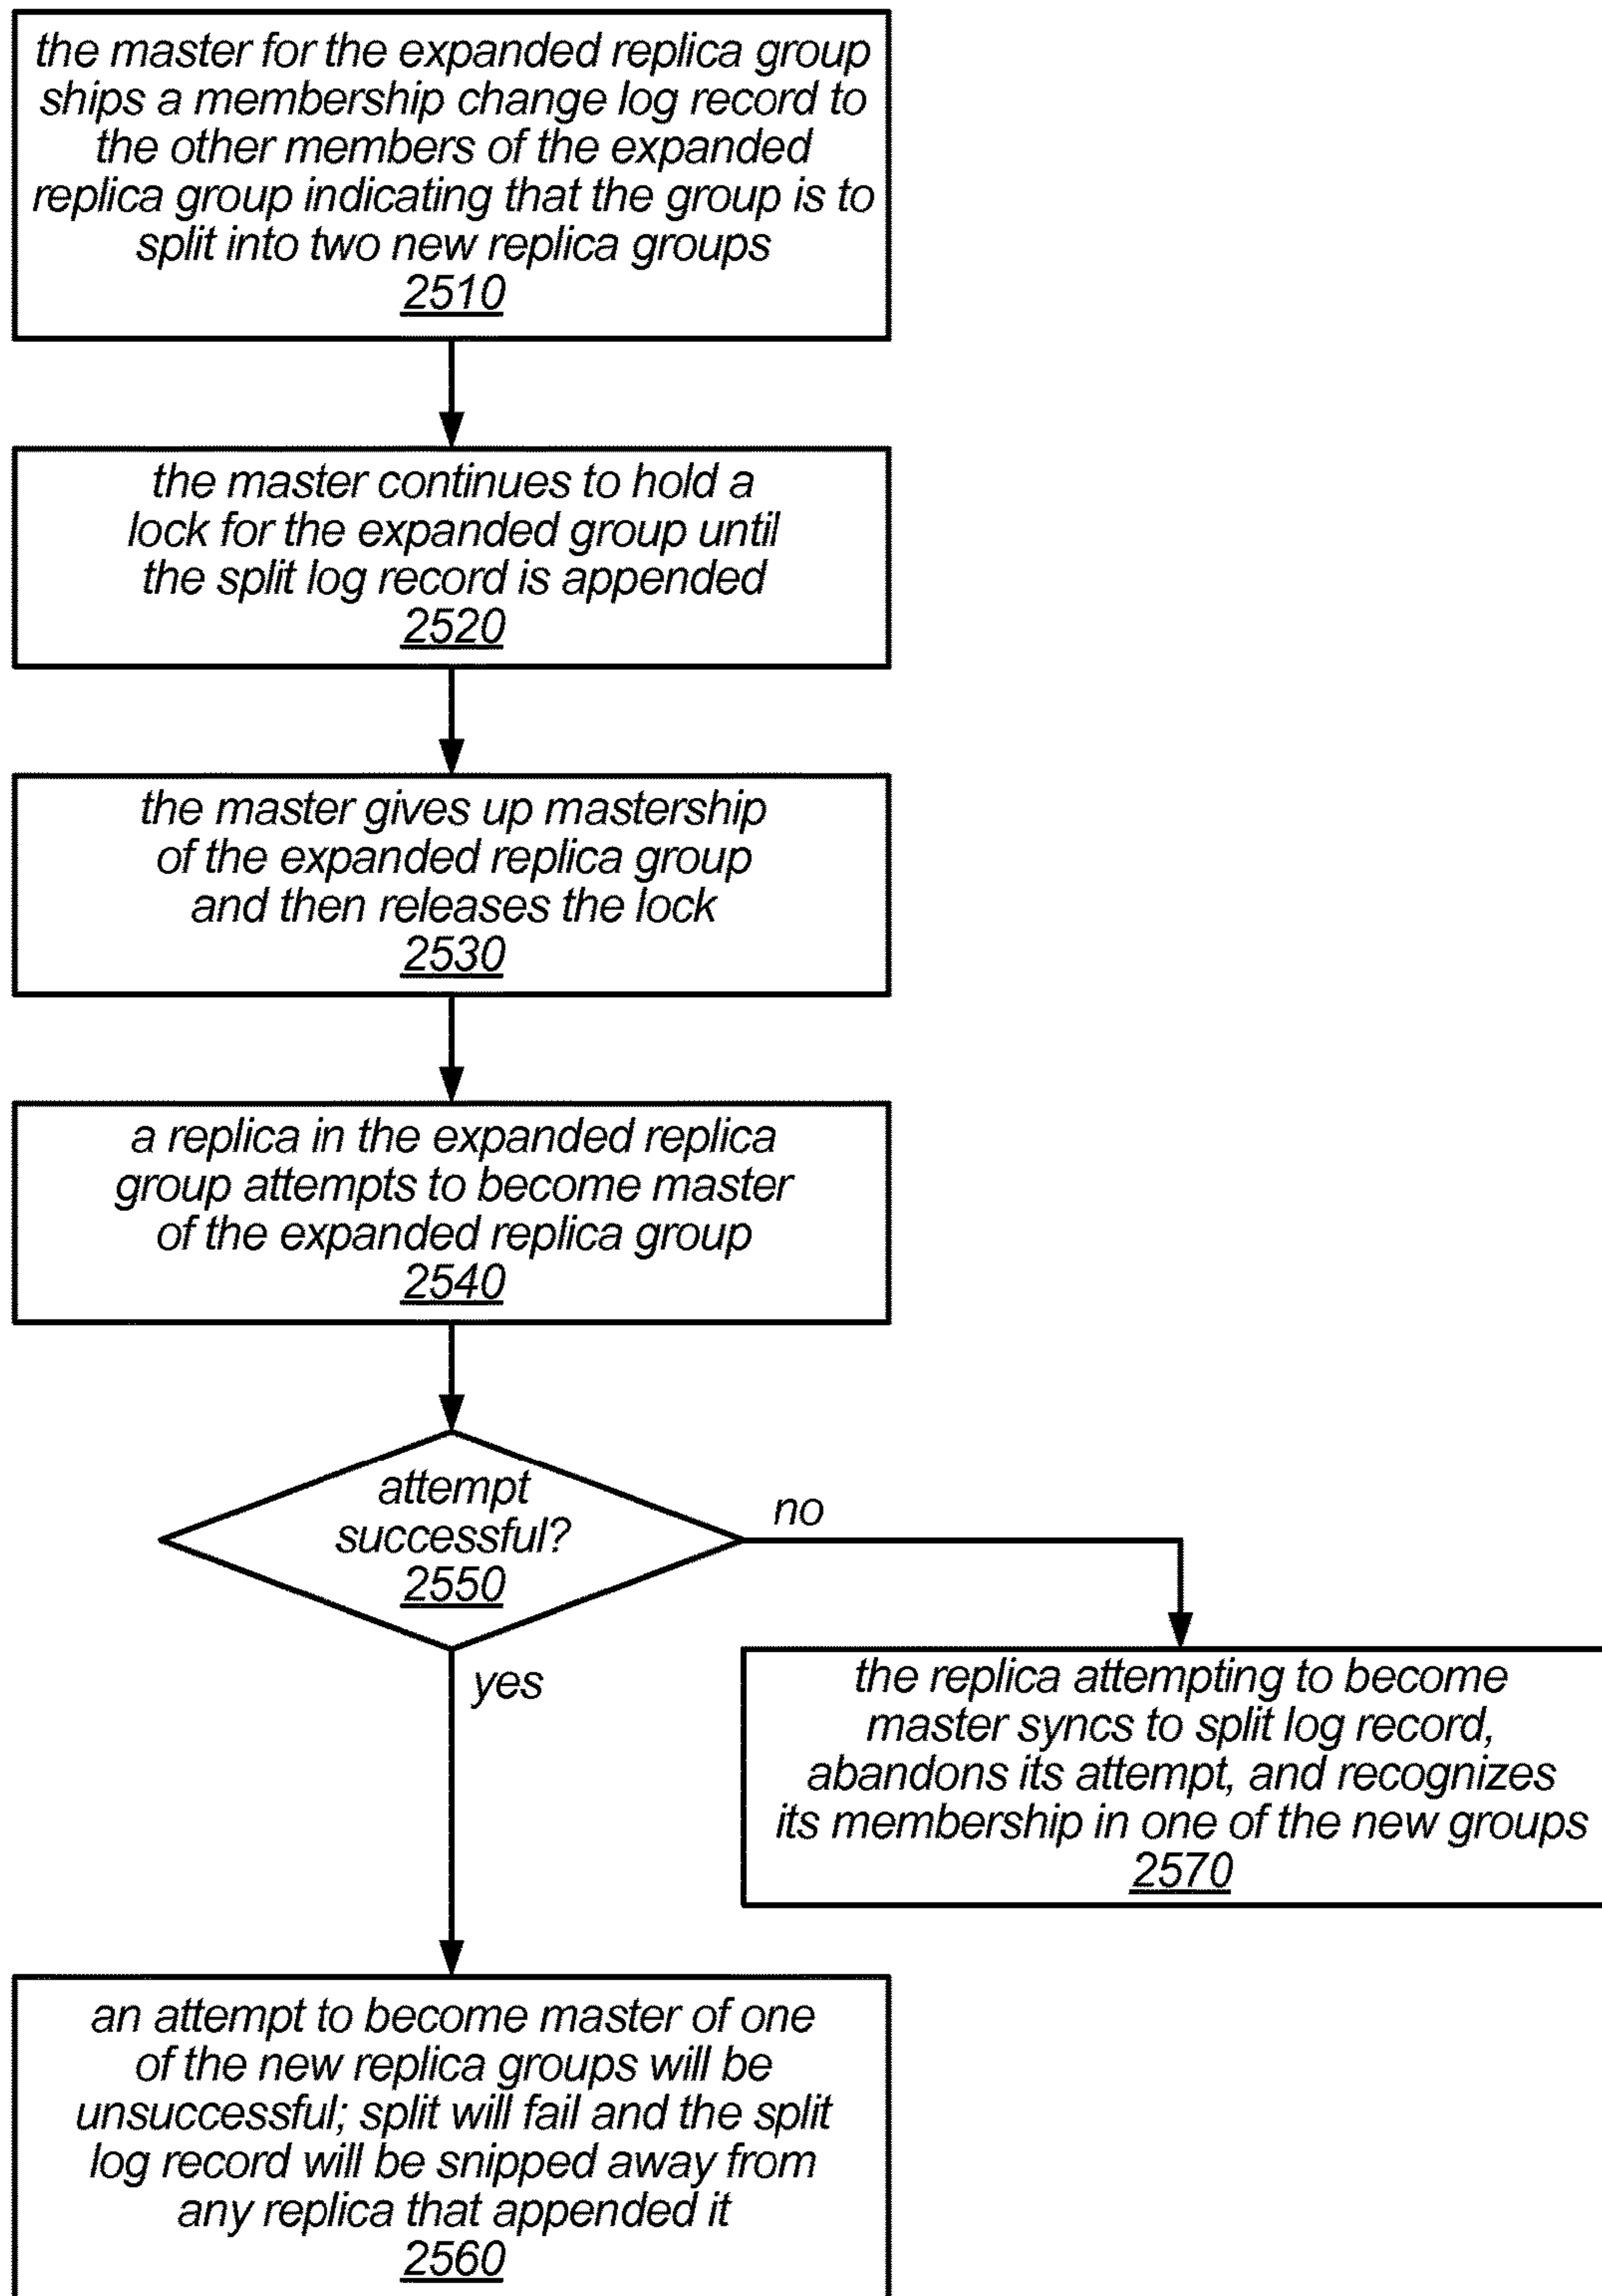 the master for the expanded replica group
ships a membership change log record to
the other members of the expanded
replica group indicating that the group is to
split into two new replica groups
2510
the master continues to hold a
lock for the expanded group until
the split log record is appended
2520
the master gives up mastership
of the expanded replica group
and then releases the lock
2530
a replica in the expanded replica
group attempts to become master
of the expanded replica group
2540
attempt
successful?
2550
no
yes
the replica attempting to become
master syncs to split log record,
abandons its attempt, and recognizes
its membership in one of the new groups
2570
an attempt to become master of one
of the new replica groups will be
unsuccessful; split will fail and the split
log record will be snipped away from
any replica that appended it
2560